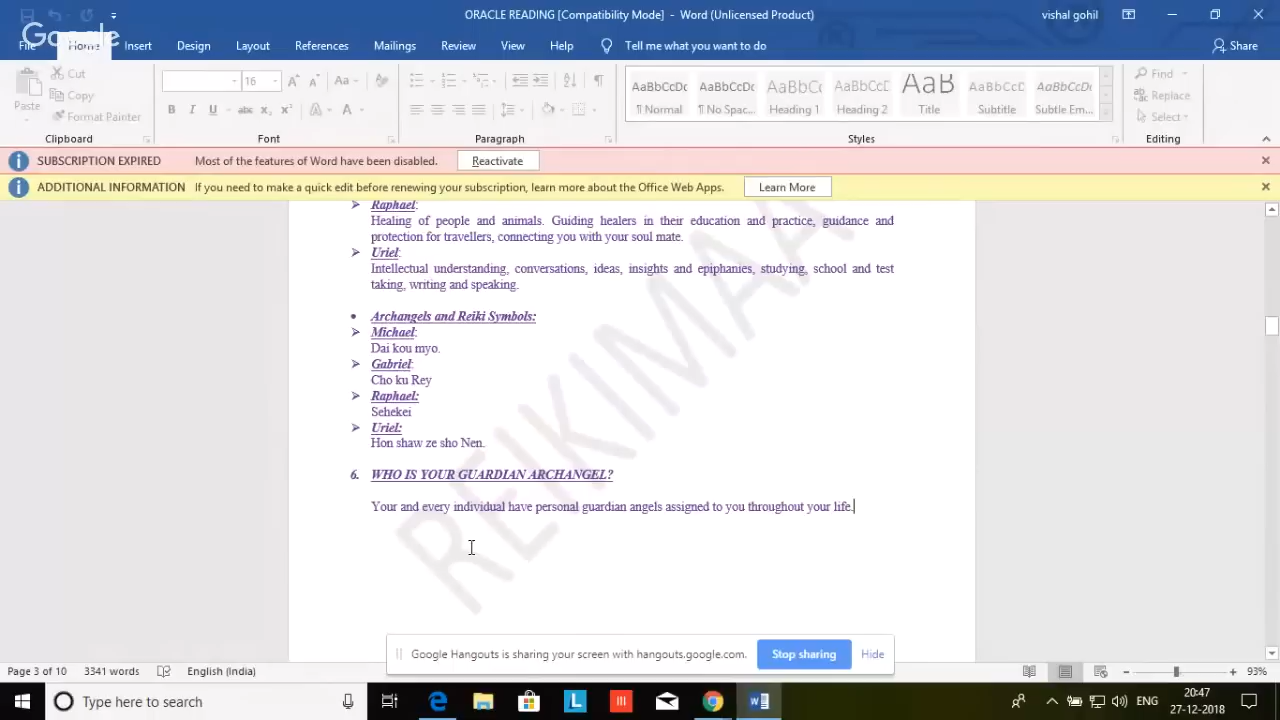 ORACLE READING [Compatibility Mode] - Word (Unlicensed Product)
vishal gohil
Google
File Home Insert Design Layout References Mailings Review View Help Tell me what you want to do Share
Cut
Copy
Format Painter
Paste
Clipboard
16
Aa
B I U abc x₂ x² A A
Font
Paragraph
AaBbCcDc AaBbCcDc AaBbCc AaBbCcD AaB AaBbCcD AaBbCcDc
¶ Normal ¶ No Spac... Heading 1 Heading 2 Title Subtitle Subtle Em...
Styles
Find
Replace
Select
Editing
SUBSCRIPTION EXPIRED Most of the features of Word have been disabled. Reactivate
ADDITIONAL INFORMATION If you need to make a quick edit before renewing your subscription, learn more about the Office Web Apps. Learn More
➢ Raphael:
Healing of people and animals. Guiding healers in their education and practice, guidance and
protection for travellers, connecting you with your soul mate.
➢ Uriel:
Intellectual understanding, conversations, ideas, insights and epiphanies, studying, school and test
taking, writing and speaking.
• Archangels and Reiki Symbols:
➢ Michael:
Dai kou myo.
➢ Gabriel:
Cho ku Rey
➢ Raphael:
Sehekei
➢ Uriel:
Hon shaw ze sho Nen.
6. WHO IS YOUR GUARDIAN ARCHANGEL?
Your and every individual have personal guardian angels assigned to you throughout your life.
REIKIMAA
Google Hangouts is sharing your screen with hangouts.google.com. Stop sharing Hide
Page 3 of 10 3341 words English (India) 93%
Type here to search
ENG
20:47
27-12-2018